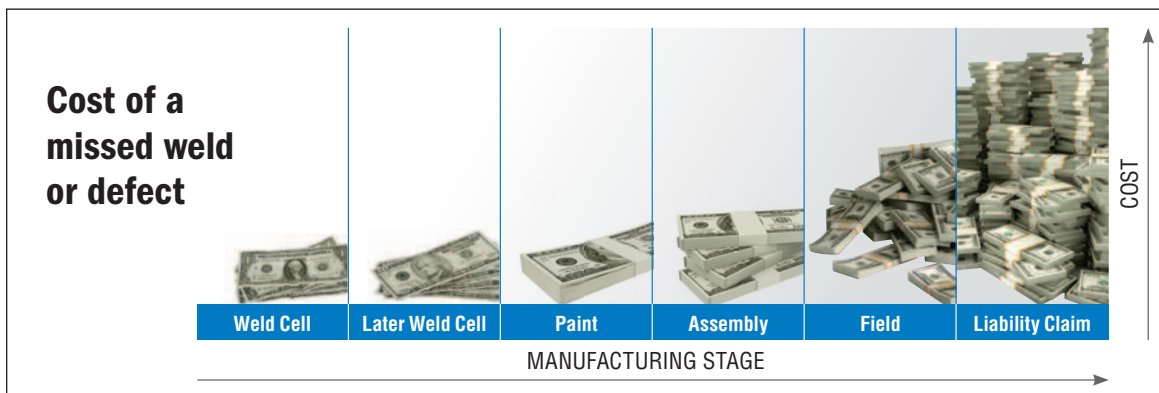 Cost of a
missed weld
or defect
COST
Weld Cell
Later Weld Cell
Paint
Assembly
Field
Liability Claim
MANUFACTURING STAGE